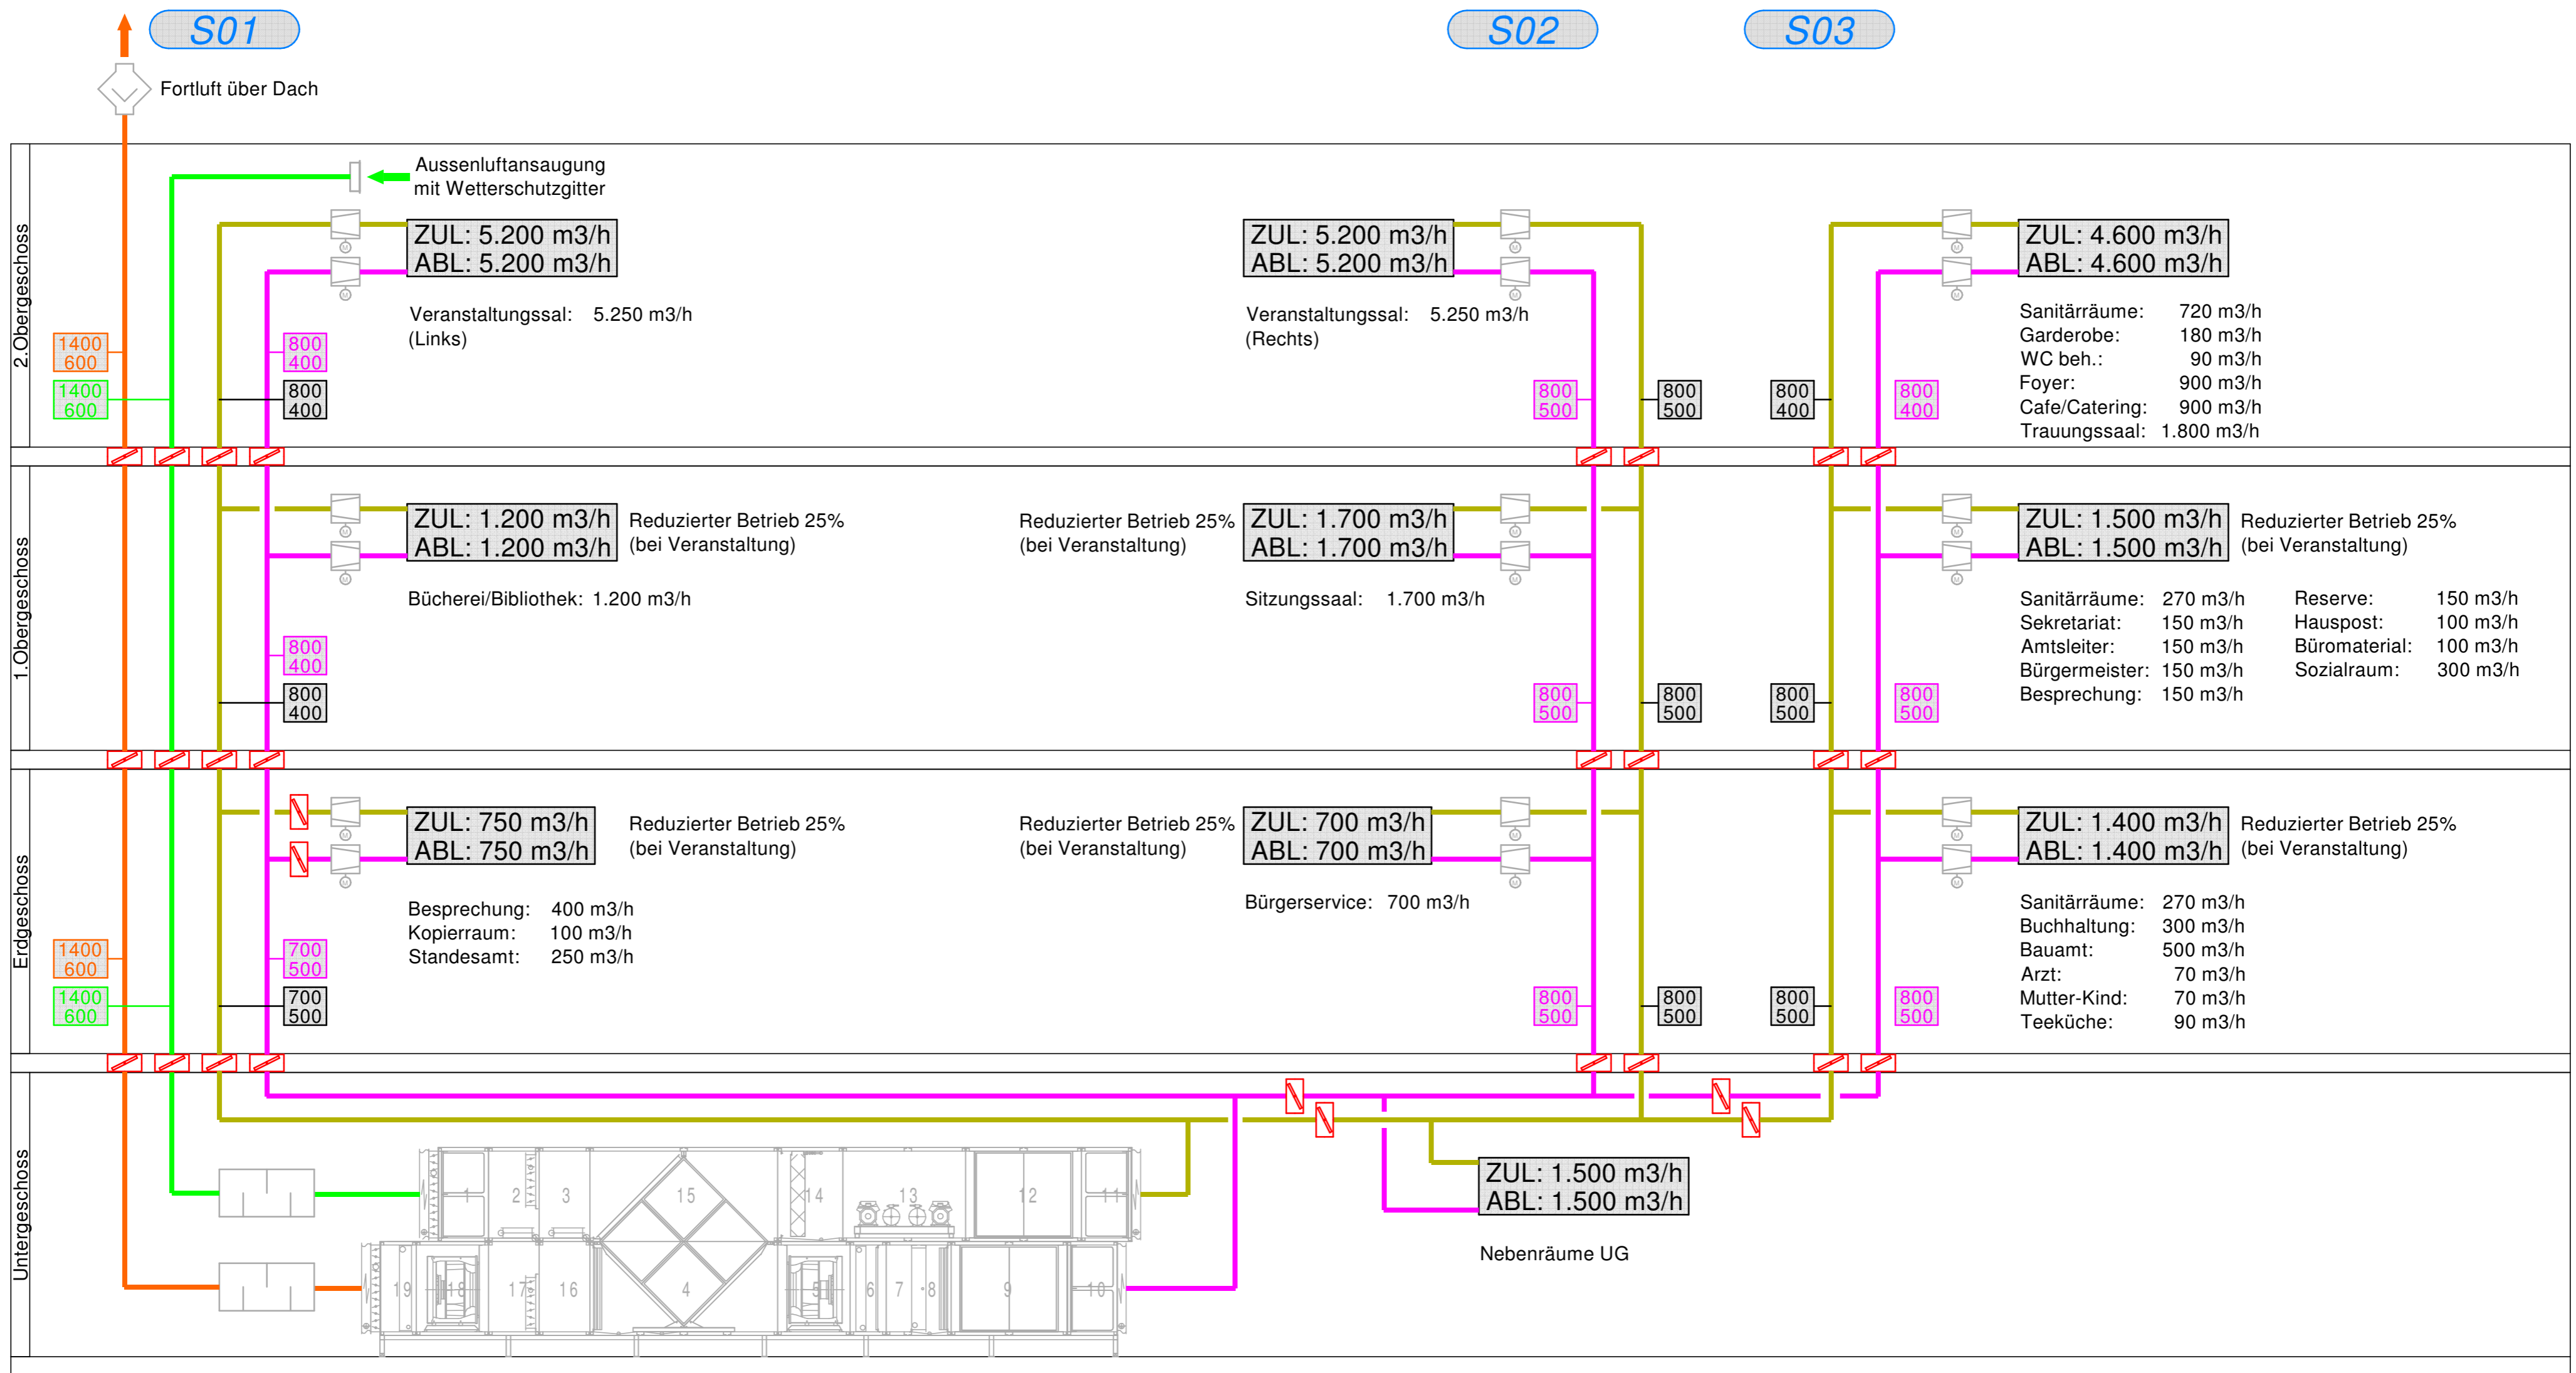 S01
S02
S03
Fortluft über Dach
2.Obergeschoss
Aussenluftansaugung
mit Wetterschutzgitter
ZUL: 5.200 m3/h
ABL: 5.200 m3/h
M
M
Veranstaltungssal: 5.250 m3/h
(Links)
1400
600
1400
600
800
400
800
400
ZUL: 5.200 m3/h
ABL: 5.200 m3/h
M
M
Veranstaltungssal: 5.250 m3/h
(Rechts)
800
500
800
500
800
400
800
400
M
M
ZUL: 4.600 m3/h
ABL: 4.600 m3/h
Sanitärräume: 720 m3/h
Garderobe: 180 m3/h
WC beh.: 90 m3/h
Foyer: 900 m3/h
Cafe/Catering: 900 m3/h
Trauungssaal: 1.800 m3/h
1.Obergeschoss
M
M
ZUL: 1.200 m3/h
ABL: 1.200 m3/h
Reduzierter Betrieb 25%
(bei Veranstaltung)
Bücherei/Bibliothek: 1.200 m3/h
800
400
800
400
Reduzierter Betrieb 25%
(bei Veranstaltung)
ZUL: 1.700 m3/h
ABL: 1.700 m3/h
M
M
Sitzungssaal: 1.700 m3/h
800
500
800
500
800
500
800
500
M
M
ZUL: 1.500 m3/h
ABL: 1.500 m3/h
Reduzierter Betrieb 25%
(bei Veranstaltung)
Sanitärräume: 270 m3/h
Sekretariat: 150 m3/h
Amtsleiter: 150 m3/h
Bürgermeister: 150 m3/h
Besprechung: 150 m3/h
Reserve: 150 m3/h
Hauspost: 100 m3/h
Büromaterial: 100 m3/h
Sozialraum: 300 m3/h
Erdgeschoss
M
M
ZUL: 750 m3/h
ABL: 750 m3/h
Reduzierter Betrieb 25%
(bei Veranstaltung)
Besprechung: 400 m3/h
Kopierraum: 100 m3/h
Standesamt: 250 m3/h
1400
600
1400
600
700
500
700
500
Reduzierter Betrieb 25%
(bei Veranstaltung)
ZUL: 700 m3/h
ABL: 700 m3/h
M
M
Bürgerservice: 700 m3/h
800
500
800
500
800
500
800
500
M
M
ZUL: 1.400 m3/h
ABL: 1.400 m3/h
Reduzierter Betrieb 25%
(bei Veranstaltung)
Sanitärräume: 270 m3/h
Buchhaltung: 300 m3/h
Bauamt: 500 m3/h
Arzt: 70 m3/h
Mutter-Kind: 70 m3/h
Teeküche: 90 m3/h
Untergeschoss
1 2 3 15 14 13 12 11
19 18 17 16 4 5 6 7 8 9 10
ZUL: 1.500 m3/h
ABL: 1.500 m3/h
Nebenräume UG